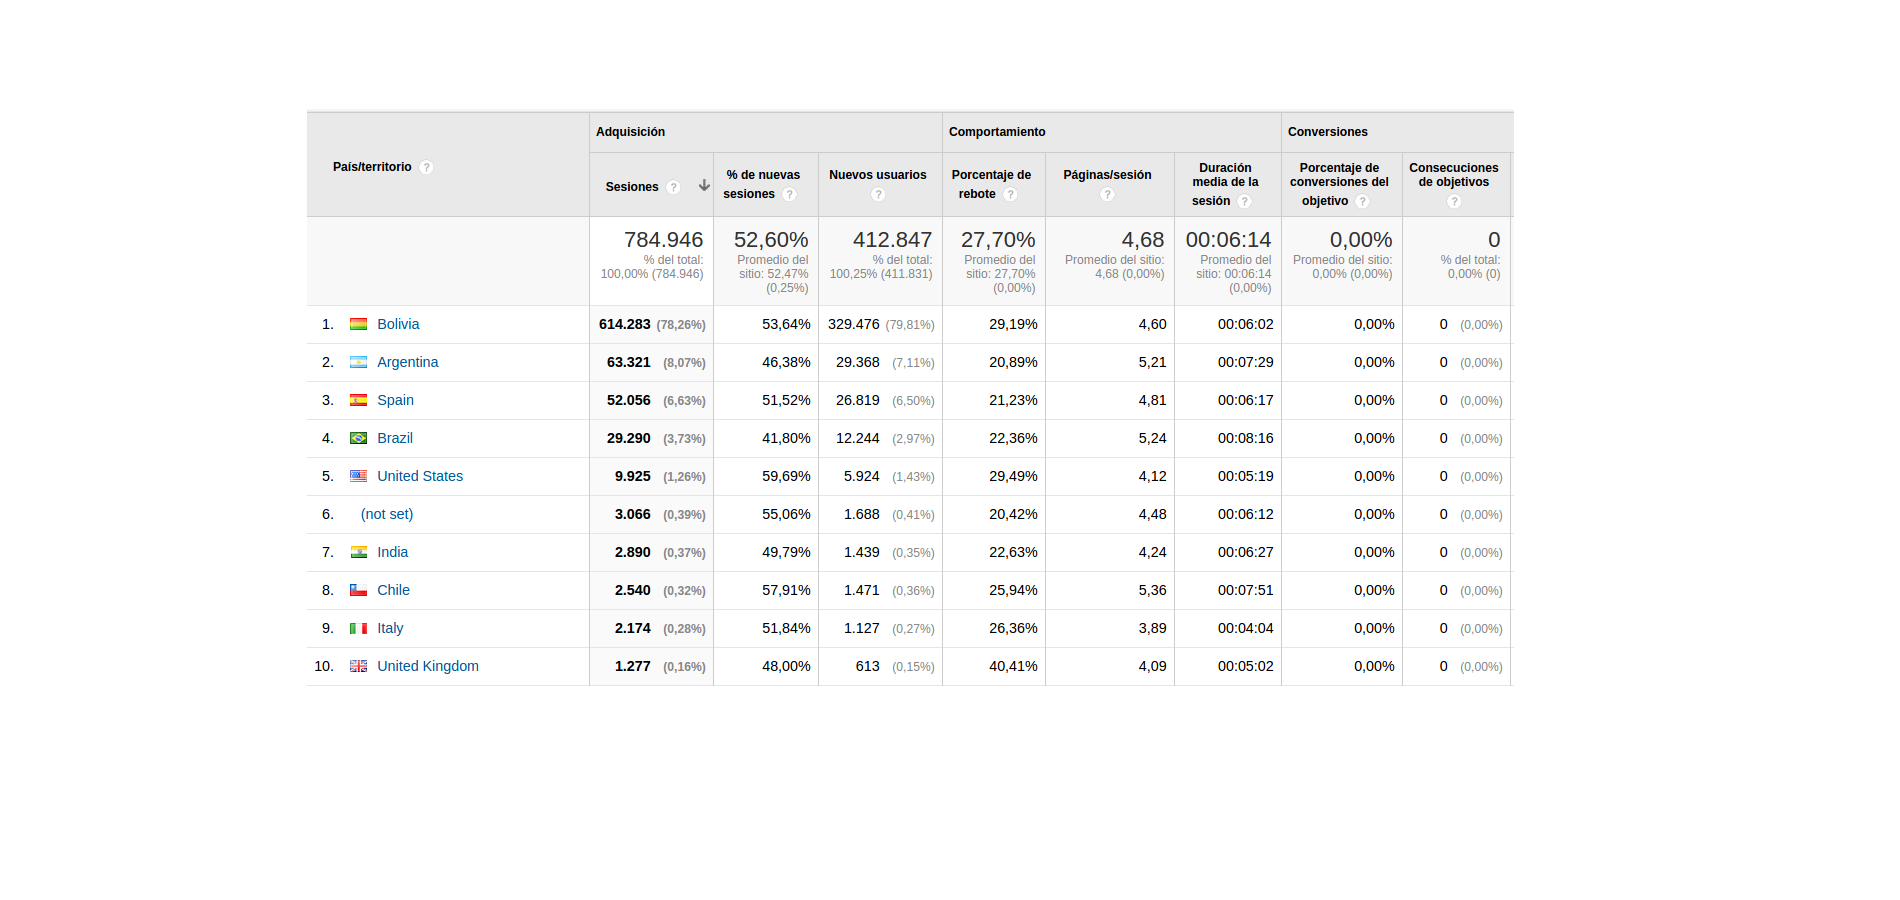 País/territorio ?
Adquisición
Comportamiento
Conversiones
Sesiones ?
% de nuevas
sesiones ?
Nuevos usuarios
?
Porcentaje de
rebote ?
Páginas/sesión
?
Duración
media de la
sesión ?
Porcentaje de
conversiones del
objetivo ?
Consecuciones
de objetivos
?
784.946
% del total:
100,00% (784.946)
52,60%
Promedio del
sitio: 52,47%
(0,25%)
412.847
% del total:
100,25% (411.831)
27,70%
Promedio del
sitio: 27,70%
(0,00%)
4,68
Promedio del sitio:
4,68 (0,00%)
00:06:14
Promedio del
sitio: 00:06:14
(0,00%)
0,00%
Promedio del sitio:
0,00% (0,00%)
0
% del total:
0,00% (0)
1. Bolivia 614.283 (78,26%) 53,64% 329.476 (79,81%) 29,19% 4,60 00:06:02 0,00% 0 (0,00%)
2. Argentina 63.321 (8,07%) 46,38% 29.368 (7,11%) 20,89% 5,21 00:07:29 0,00% 0 (0,00%)
3. Spain 52.056 (6,63%) 51,52% 26.819 (6,50%) 21,23% 4,81 00:06:17 0,00% 0 (0,00%)
4. Brazil 29.290 (3,73%) 41,80% 12.244 (2,97%) 22,36% 5,24 00:08:16 0,00% 0 (0,00%)
5. United States 9.925 (1,26%) 59,69% 5.924 (1,43%) 29,49% 4,12 00:05:19 0,00% 0 (0,00%)
6. (not set) 3.066 (0,39%) 55,06% 1.688 (0,41%) 20,42% 4,48 00:06:12 0,00% 0 (0,00%)
7. India 2.890 (0,37%) 49,79% 1.439 (0,35%) 22,63% 4,24 00:06:27 0,00% 0 (0,00%)
8. Chile 2.540 (0,32%) 57,91% 1.471 (0,36%) 25,94% 5,36 00:07:51 0,00% 0 (0,00%)
9. Italy 2.174 (0,28%) 51,84% 1.127 (0,27%) 26,36% 3,89 00:04:04 0,00% 0 (0,00%)
10. United Kingdom 1.277 (0,16%) 48,00% 613 (0,15%) 40,41% 4,09 00:05:02 0,00% 0 (0,00%)